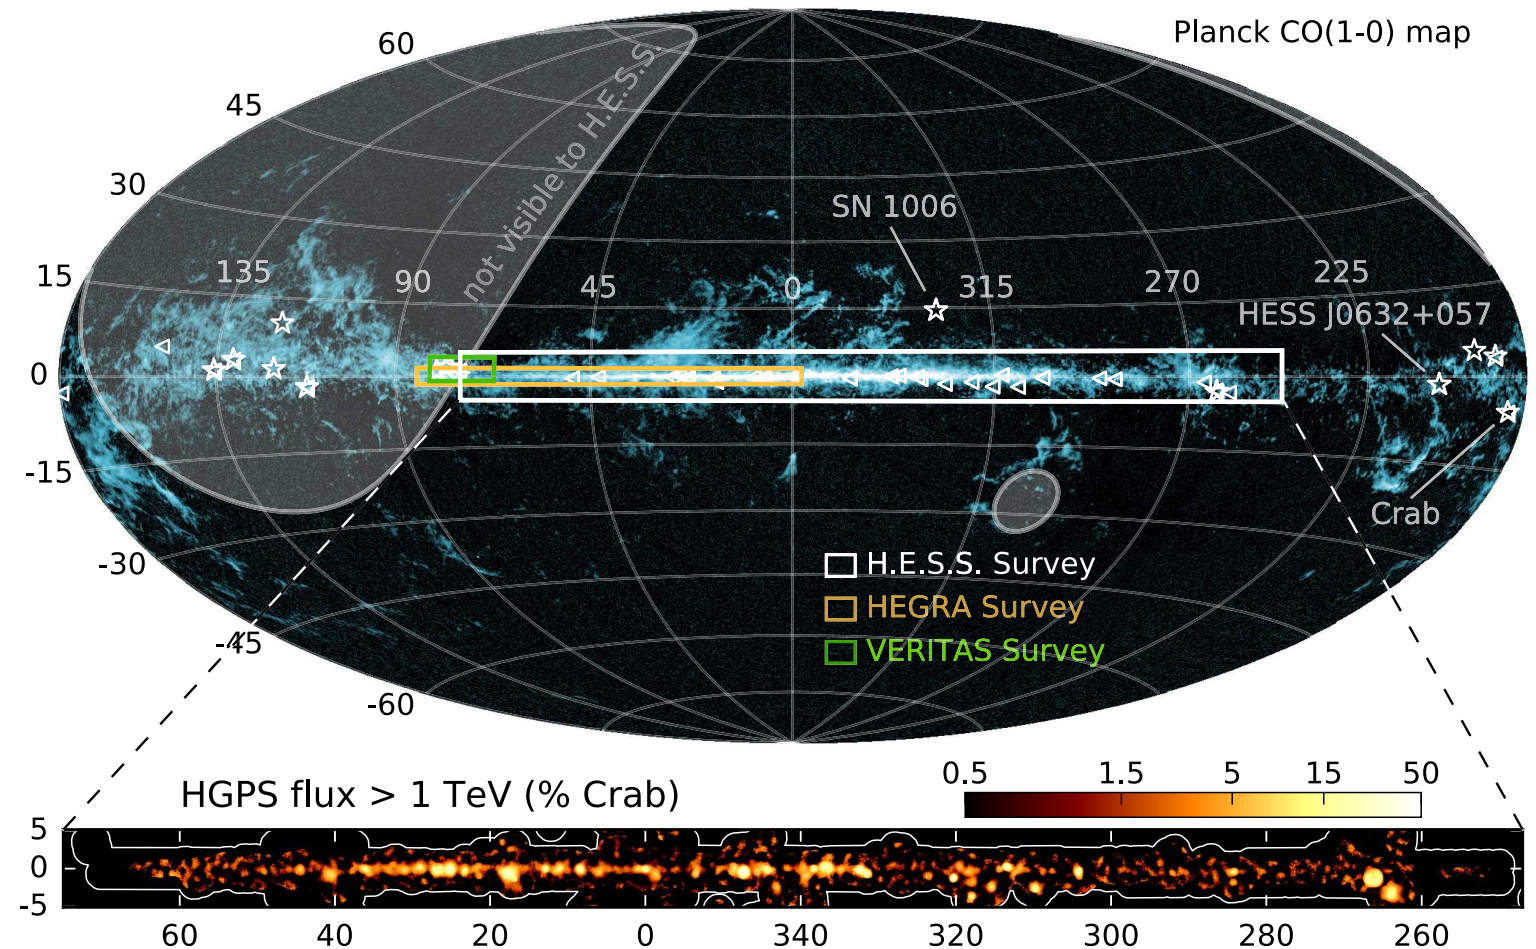 Planck CO(1-0) map
60
45
30
15
0
-15
-30
-45
-60
not visible to H.E.S.S.
SN 1006
135
90
45
0
315
270
225
HESS J0632+057
Crab
H.E.S.S. Survey
HEGRA Survey
VERITAS Survey
HGPS flux > 1 TeV (% Crab)
0.5 1.5 5 15 50
5
0
-5
60 40 20 0 340 320 300 280 260